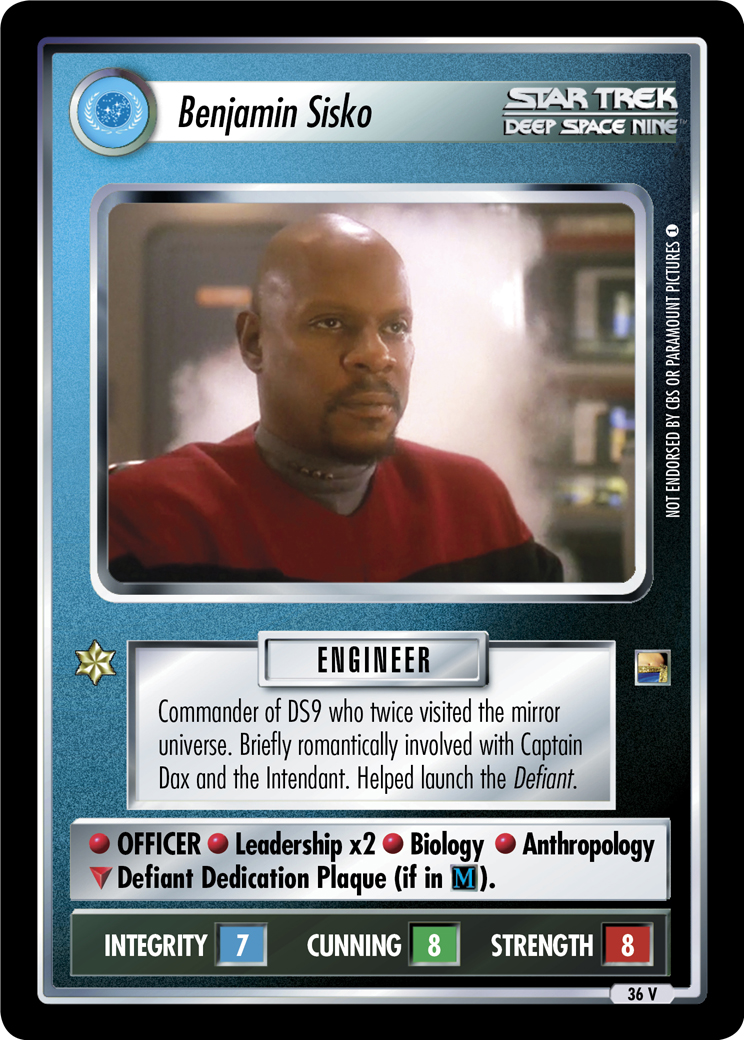 Benjamin Sisko
STAR TREK
DEEP SPACE NINE™
NOT ENDORSED BY CBS OR PARAMOUNT PICTURES 1
ENGINEER
Commander of DS9 who twice visited the mirror
universe. Briefly romantically involved with Captain
Dax and the Intendant. Helped launch the Defiant.
OFFICER Leadership x2 Biology Anthropology
Defiant Dedication Plaque (if in M).
INTEGRITY 7 CUNNING 8 STRENGTH 8
36 V